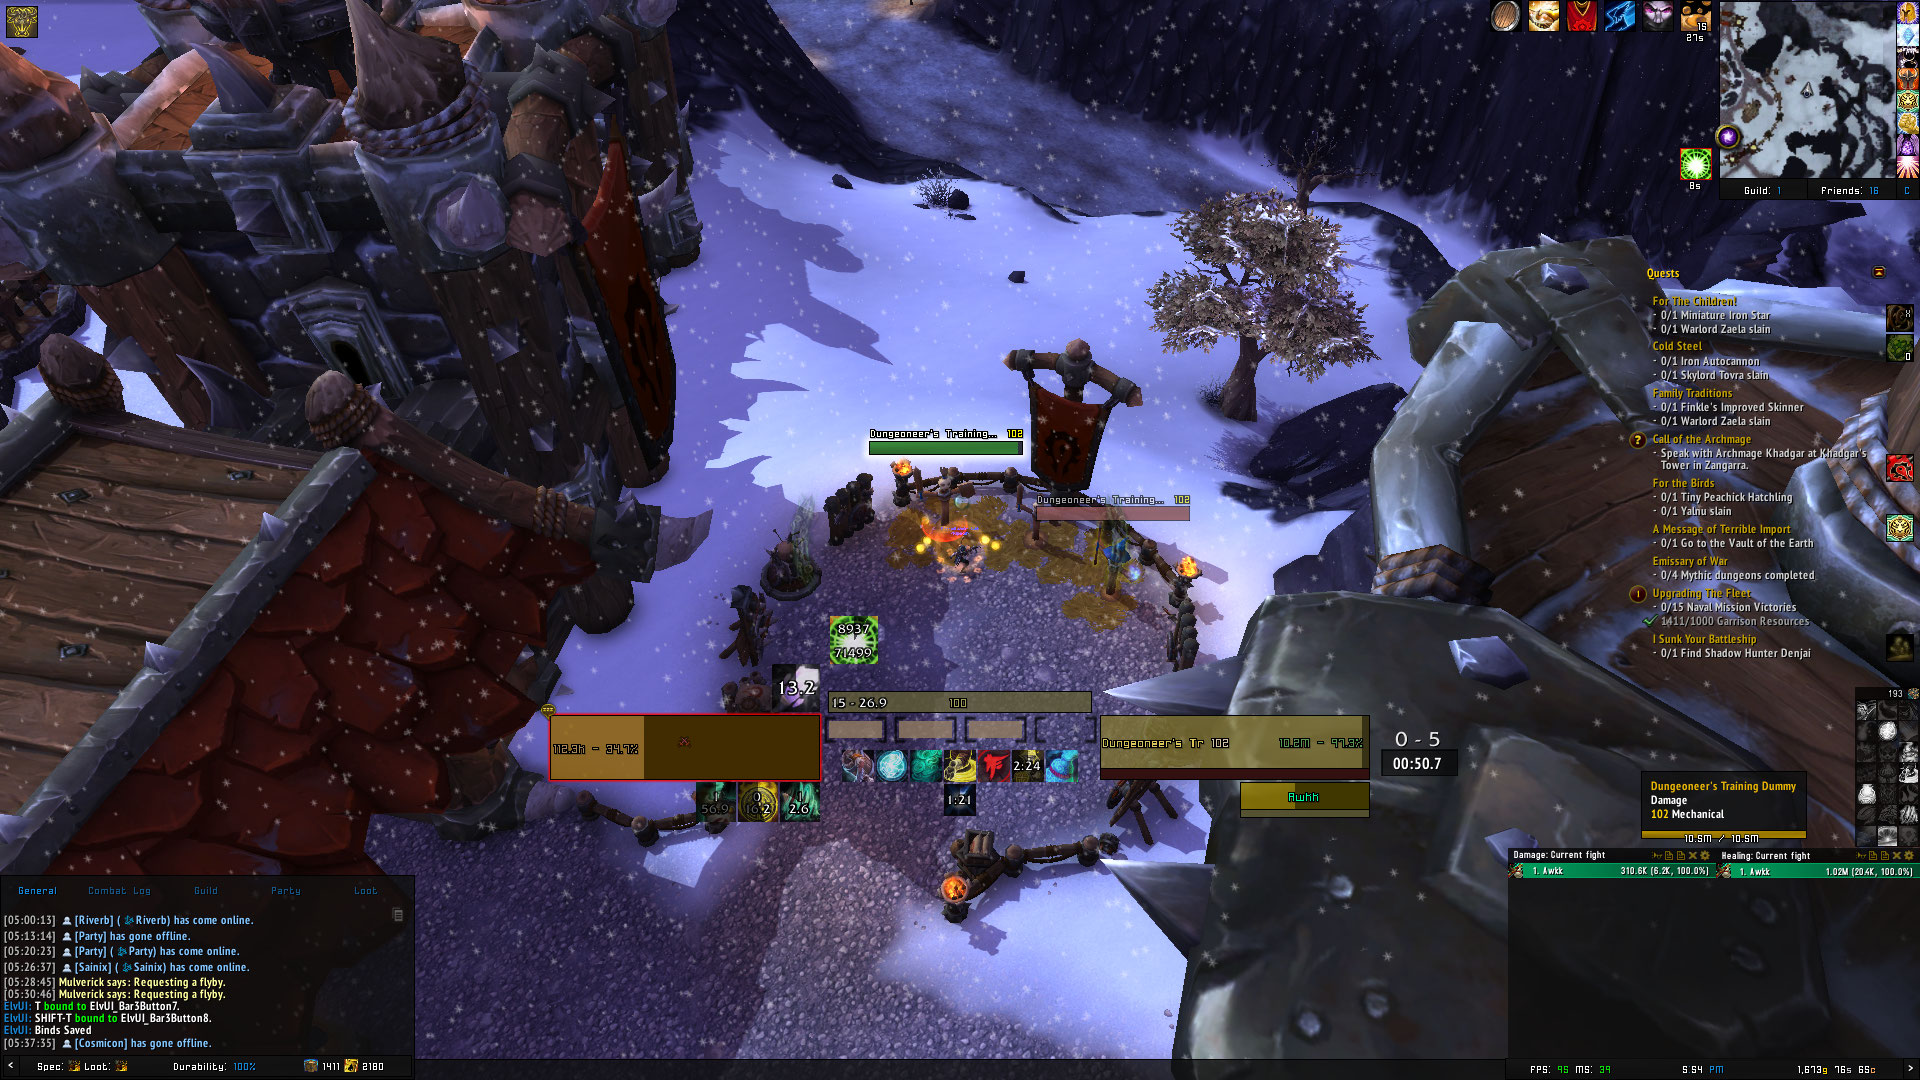 15
27s
8s
Guild: 1 Friends: 16 C
Quests
For The Children!
- 0/1 Miniature Iron Star
- 0/1 Warlord Zaela slain
Cold Steel
- 0/1 Iron Autocannon
- 0/1 Skylord Tovra slain
Family Traditions
- 0/1 Finkle's Improved Skinner
- 0/1 Warlord Zaela slain
? Call of the Archmage
- Speak with Archmage Khadgar at Khadgar's
Tower in Zangarra.
For the Birds
- 0/1 Tiny Peachick Hatchling
- 0/1 Yalnu slain
A Message of Terrible Import
- 0/1 Go to the Vault of the Earth
Emissary of War
- 0/4 Mythic dungeons completed
Upgrading The Fleet
- 0/15 Naval Mission Victories
1411/1000 Garrison Resources
I Sunk Your Battleship
- 0/1 Find Shadow Hunter Denjai
0
Dungeoneer's Training... 102
Dungeoneer's Training... 102
8937
71499
13.2
15 - 26.9 100
112.3K - 34.7%
Dungeoneer's Tr 102 10.2M - 97.3%
0 - 5
00:50.7
2:24
1 56.9
0 16.2
1 2.6
1:21
Awkk
193
Dungeoneer's Training Dummy
Damage
102 Mechanical
10.5M / 10.5M
Damage: Current fight
Healing: Current fight
1. Awkk 310.6K (6.2K, 100.0%)
1. Awkk 1.02M (20.4K, 100.0%)
General Combat Log Guild Party Loot
[05:00:13] [Riverb] (Riverb) has come online.
[05:13:14] [Party] has gone offline.
[05:20:23] [Party] (Party) has come online.
[05:26:37] [Sainix] (Sainix) has come online.
[05:28:45] Mulverick says: Requesting a flyby.
[05:30:46] Mulverick says: Requesting a flyby.
ElvUI: T bound to ElvUI_Bar3Button7.
ElvUI: SHIFT-T bound to ElvUI_Bar3Button8.
ElvUI: Binds Saved
[05:37:35] [Cosmicon] has gone offline.
< Spec: Loot: Durability: 100% 1411 2180
FPS: 95 MS: 39 5:54 PM 1,673g 76s 65c >